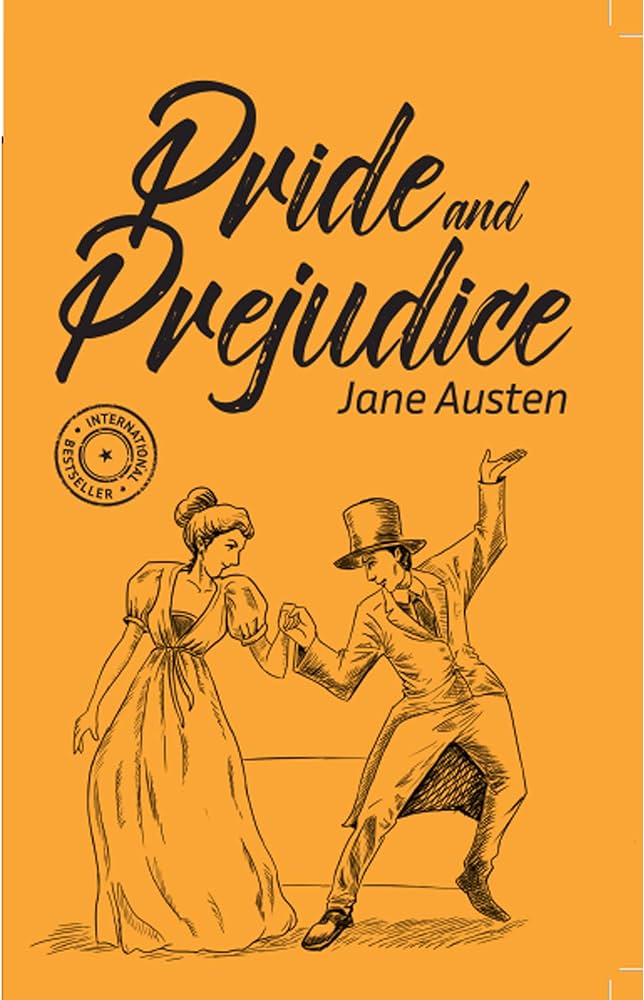 Pride and
Prejudice
Jane Austen
INTERNATIONAL
BESTSELLER